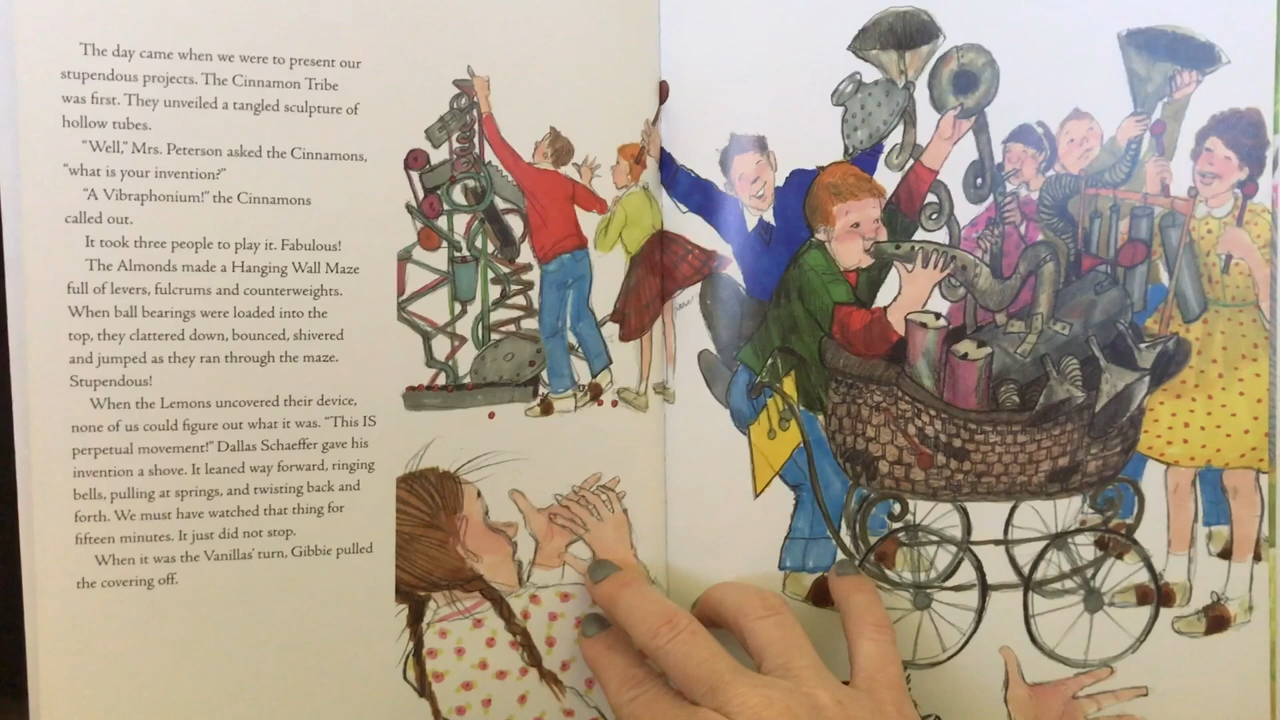 The day came when we were to present our
stupendous projects. The Cinnamon Tribe
was first. They unveiled a tangled sculpture of
hollow tubes.
"Well," Mrs. Peterson asked the Cinnamons,
"what is your invention?"
"A Vibraphonium!" the Cinnamons
called out.
It took three people to play it. Fabulous!
The Almonds made a Hanging Wall Maze
full of levers, fulcrums and counterweights.
When ball bearings were loaded into the
top, they clattered down, bounced, shivered
and jumped as they ran through the maze.
Stupendous!
When the Lemons uncovered their device,
none of us could figure out what it was. "This IS
perpetual movement!" Dallas Schaeffer gave his
invention a shove. It leaned way forward, ringing
bells, pulling at springs, and twisting back and
forth. We must have watched that thing for
fifteen minutes. It just did not stop.
When it was the Vanillas' turn, Gibbie pulled
the covering off.